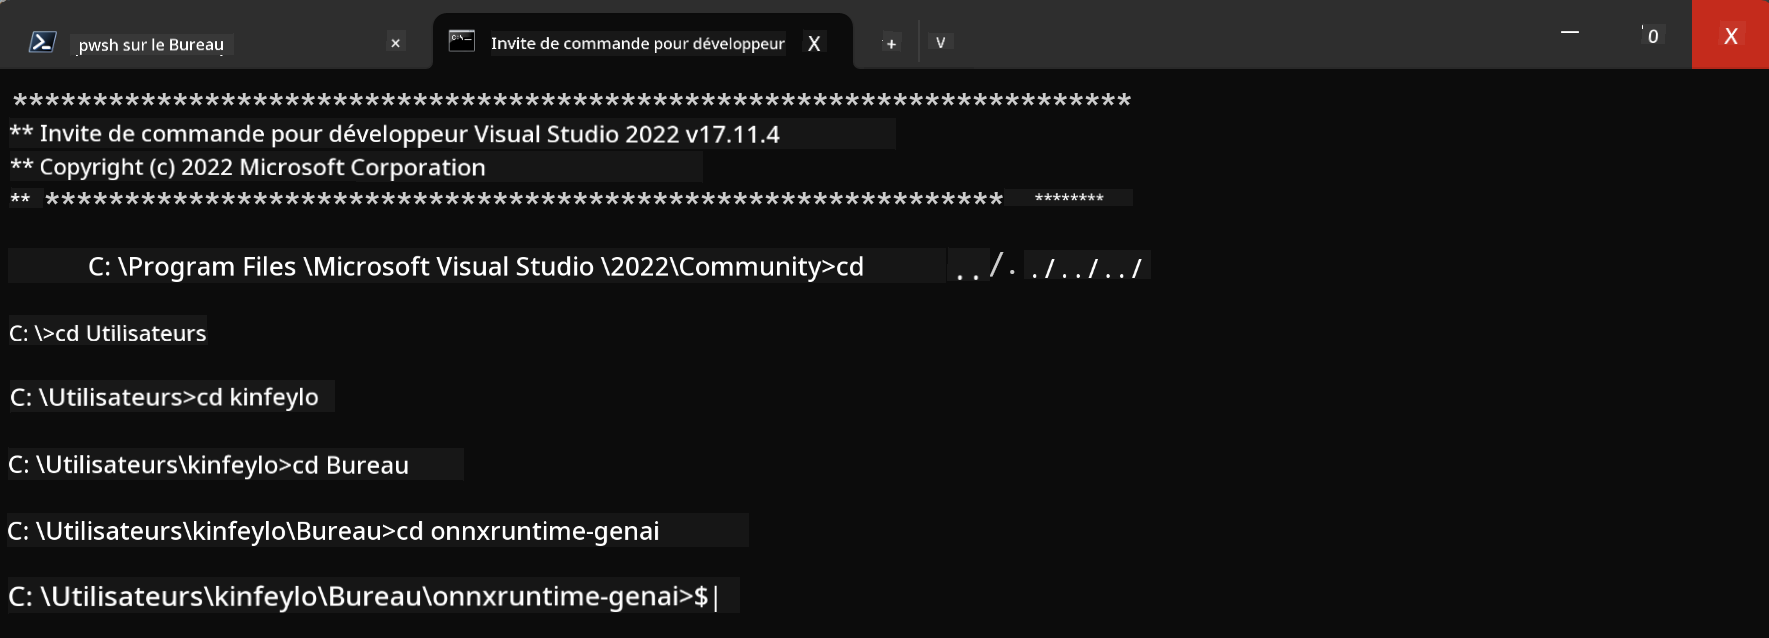 pwsh sur le Bureau × Invite de commande pour développeur X + V — 'O X
**********************************************************************
** Invite de commande pour développeur Visual Studio 2022 v17.11.4
** Copyright (c) 2022 Microsoft Corporation
** ************************************************************ ********
C: \Program Files \Microsoft Visual Studio \2022\Community>cd ../../../../
C: \>cd Utilisateurs
C: \Utilisateurs>cd kinfeylo
C: \Utilisateurs\kinfeylo>cd Bureau
C: \Utilisateurs\kinfeylo\Bureau>cd onnxruntime-genai
C: \Utilisateurs\kinfeylo\Bureau\onnxruntime-genai>$|